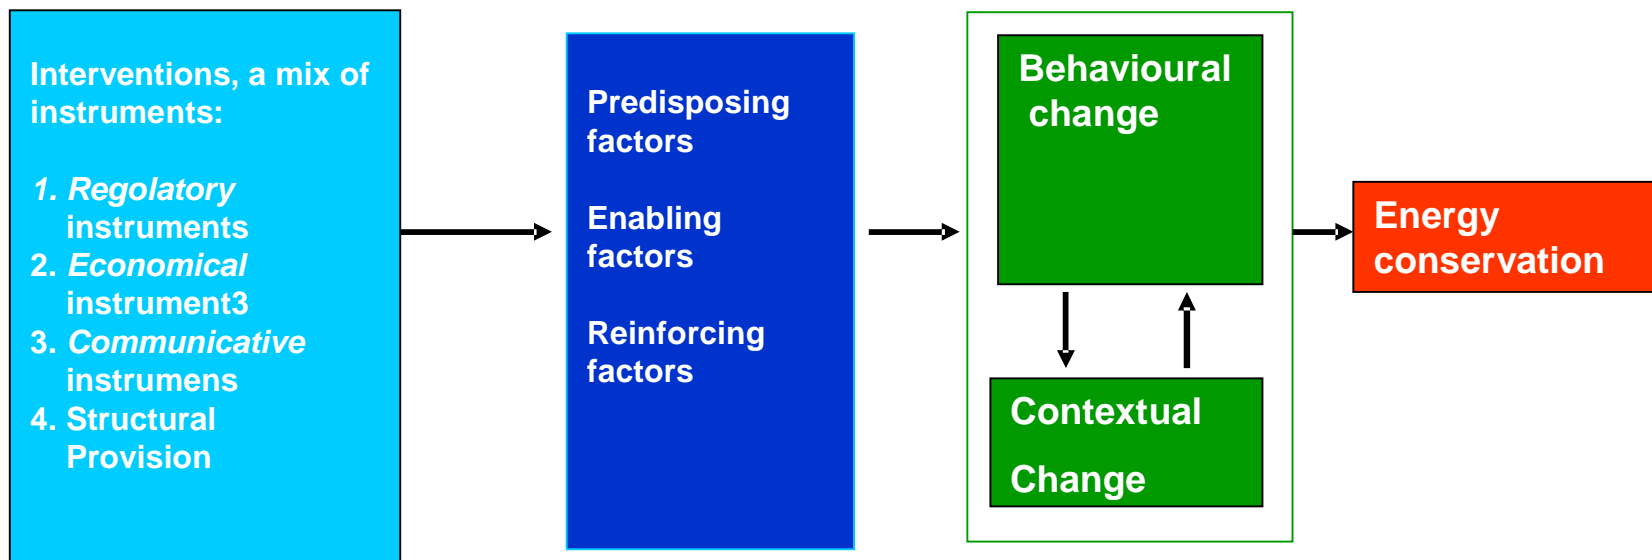 Interventions, a mix of
instruments:
1. Regolatory
instruments
2. Economical
instrument3
3. Communicative
instrumens
4. Structural
Provision
Predisposing
factors
Enabling
factors
Reinforcing
factors
Behavioural
change
Contextual
Change
Energy
conservation